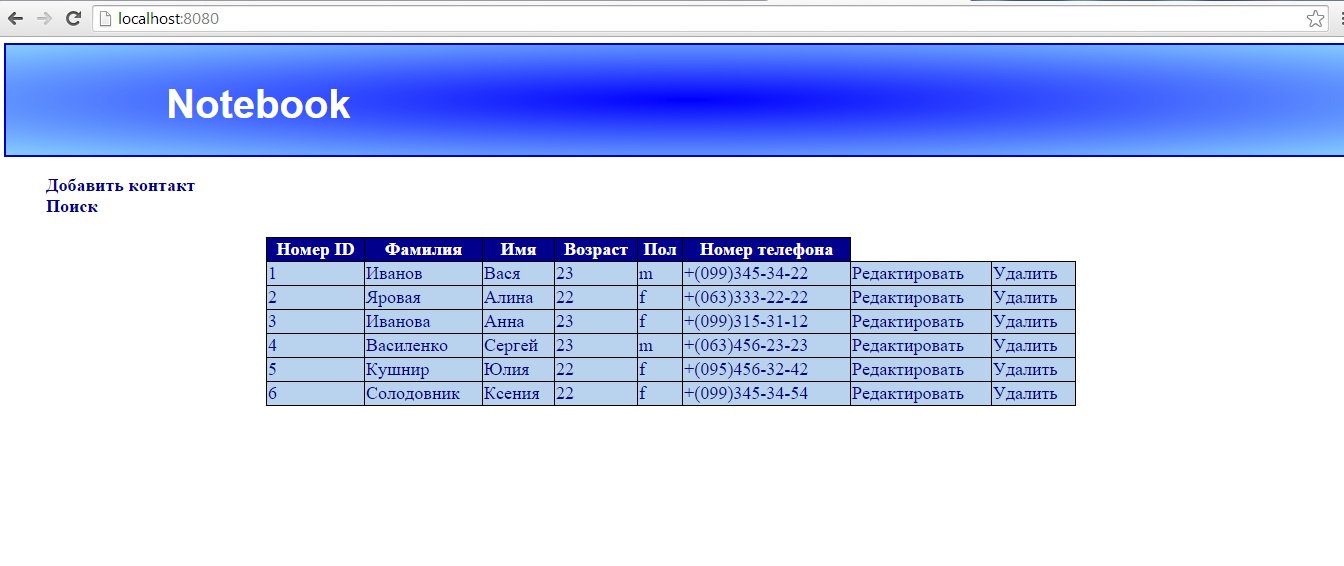 localhost:8080
Notebook
Добавить контакт
Поиск
Номер ID Фамилия Имя Возраст Пол Номер телефона
1 Иванов Вася 23 m +(099)345-34-22 Редактировать Удалить
2 Яровая Алина 22 f +(063)333-22-22 Редактировать Удалить
3 Иванова Анна 23 f +(099)315-31-12 Редактировать Удалить
4 Василенко Сергей 23 m +(063)456-23-23 Редактировать Удалить
5 Кушнир Юлия 22 f +(095)456-32-42 Редактировать Удалить
6 Солодовник Ксения 22 f +(099)345-34-54 Редактировать Удалить